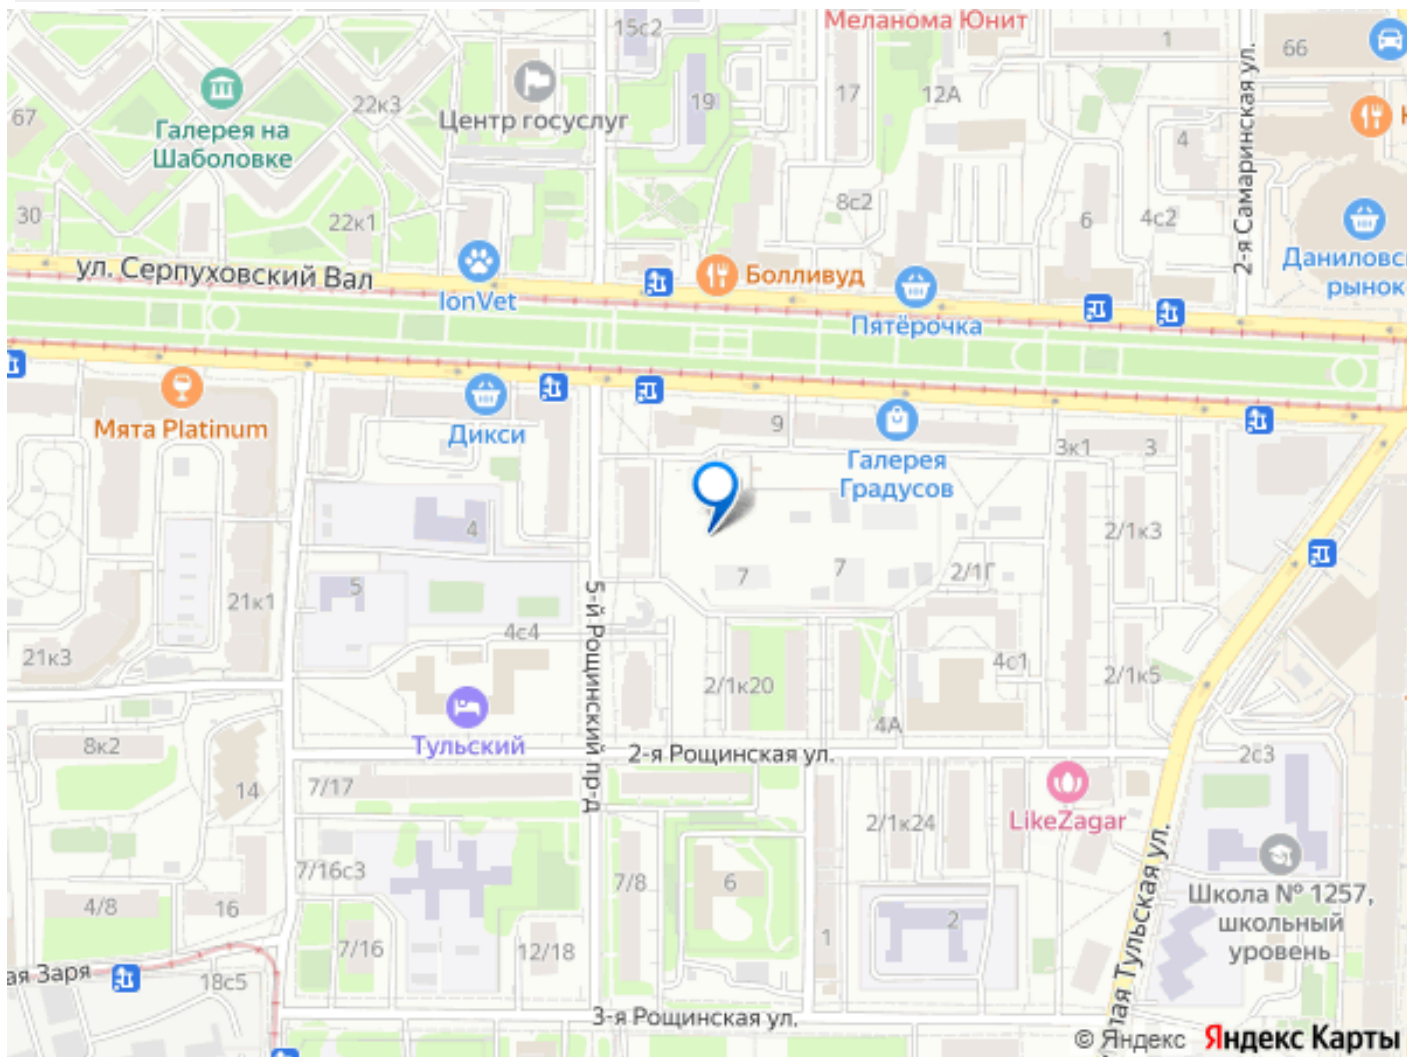 Меланома Юнит
15с2
1
66
67
22к3
19
17
12А
Центр госуслуг
Галерея на
Шаболовке
4
2-я Самаринская ул.
30
22к1
8с2
6
4с2
Даниловс
рынок
ул. Серпуховский Вал
IonVet
Болливуд
Пятёрочка
Мята Platinum
Дикси
9
Галерея
Градусов
3к1
3
4
2/1к3
5
7
7
2/1Г
21к1
4с4
21к3
5-й Рощинский пр-д
2/1к20
4с1
2/1к5
4А
Тульский
8к2
2-я Рощинская ул.
2с3
14
7/17
LikeZagar
2/1к24
7/16с3
7/8
6
4/8
16
Школа № 1257,
школьный
уровень
7/16
12/18
1
2
ая Заря
18с5
лая Тульская ул.
3-я Рощинская ул.
© Яндекс Яндекс Карты